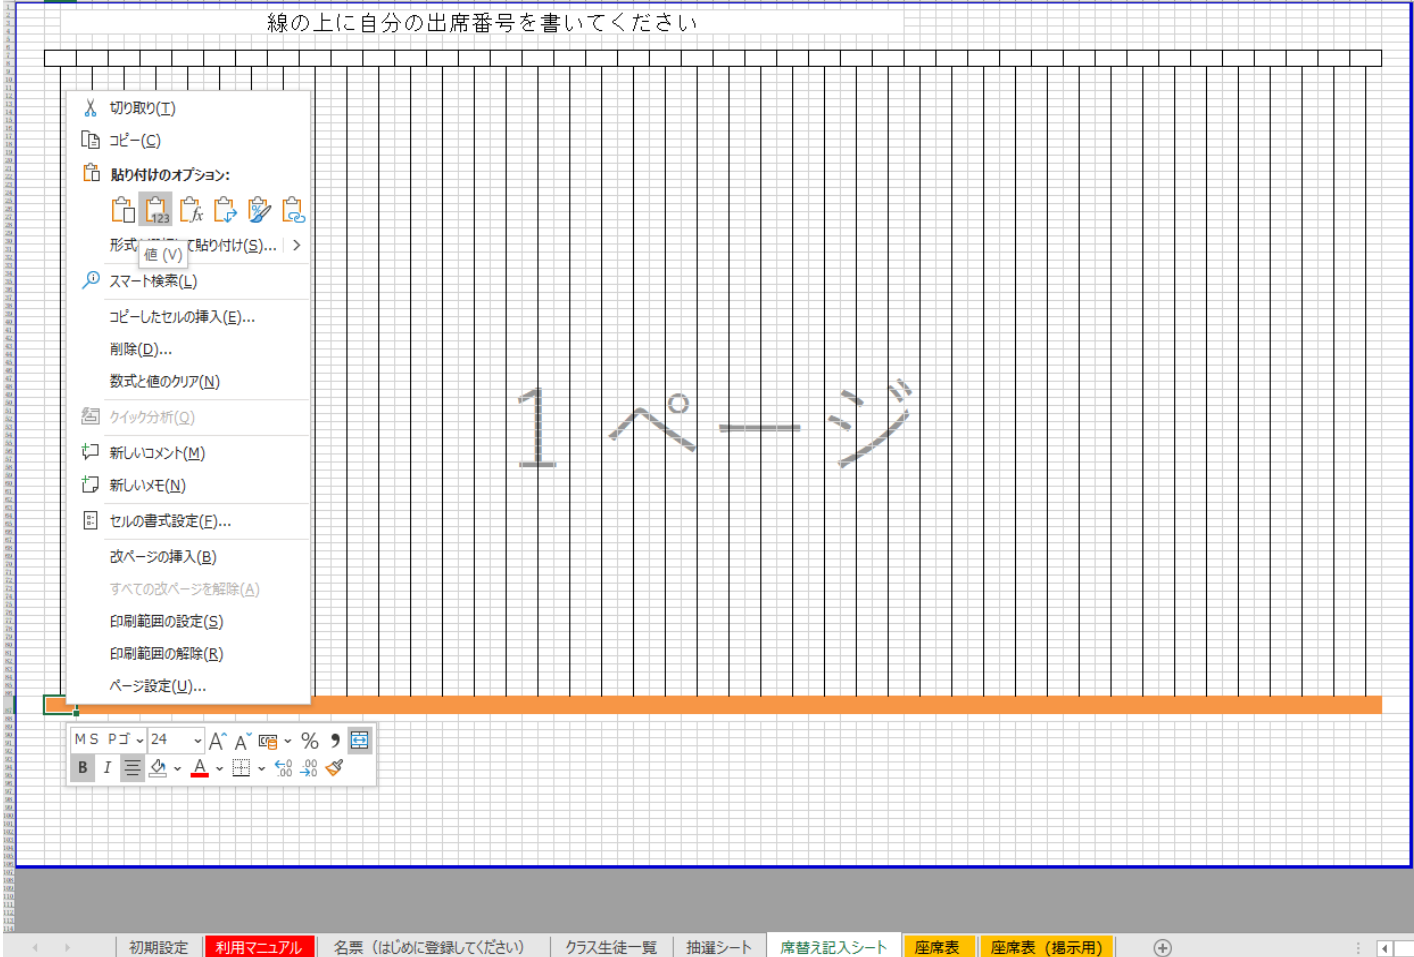 線の上に自分の出席番号を書いてください
切り取り(T)
コピー(C)
貼り付けのオプション:
123 fx %
形式 て貼り付け(S)...
値 (V)
スマート検索(L)
コピーしたセルの挿入(E)...
削除(D)...
数式と値のクリア(N)
1 ページ
クイック分析(Q)
新しいコメント(M)
新しいメモ(N)
セルの書式設定(F)...
改ページの挿入(B)
すべての改ページを解除(A)
印刷範囲の設定(S)
印刷範囲の解除(R)
ページ設定(U)...
MS Pゴ 24 A A % 9
B I A .00 .00
初期設定 利用マニュアル 名票（はじめに登録してください） クラス生徒一覧 抽選シート 席替え記入シート 座席表 座席表（掲示用）